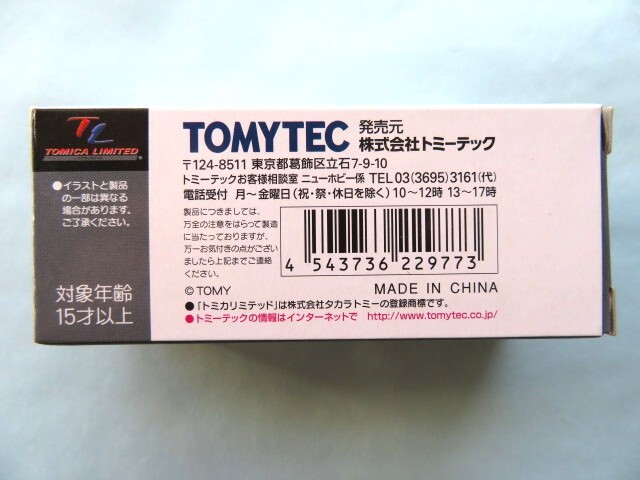 TL
TOMICA LIMITED
●イラストと製品
の一部は異なる
場合があります。
ご了承ください。
対象年齢
15才以上
TOMYTEC
発売元
株式会社トミーテック
〒124-8511 東京都葛飾区立石7-9-10
トミーテックお客様相談室 ニューホビー係 TEL 03(3695)3161(代)
電話受付 月～金曜日(祝・祭・休日を除く) 10～12時 13～17時
製品につきましては、
万全の注意をはらって製造
に当たっておりますが、
万一お気付きの点がござい
ましたら上記までご連絡
ください。
4 543736 229773
© TOMY
MADE IN CHINA
●「トミカリミテッド」は株式会社タカラトミーの登録商標です。
●トミーテックの情報はインターネットで http://www.tomytec.co.jp/